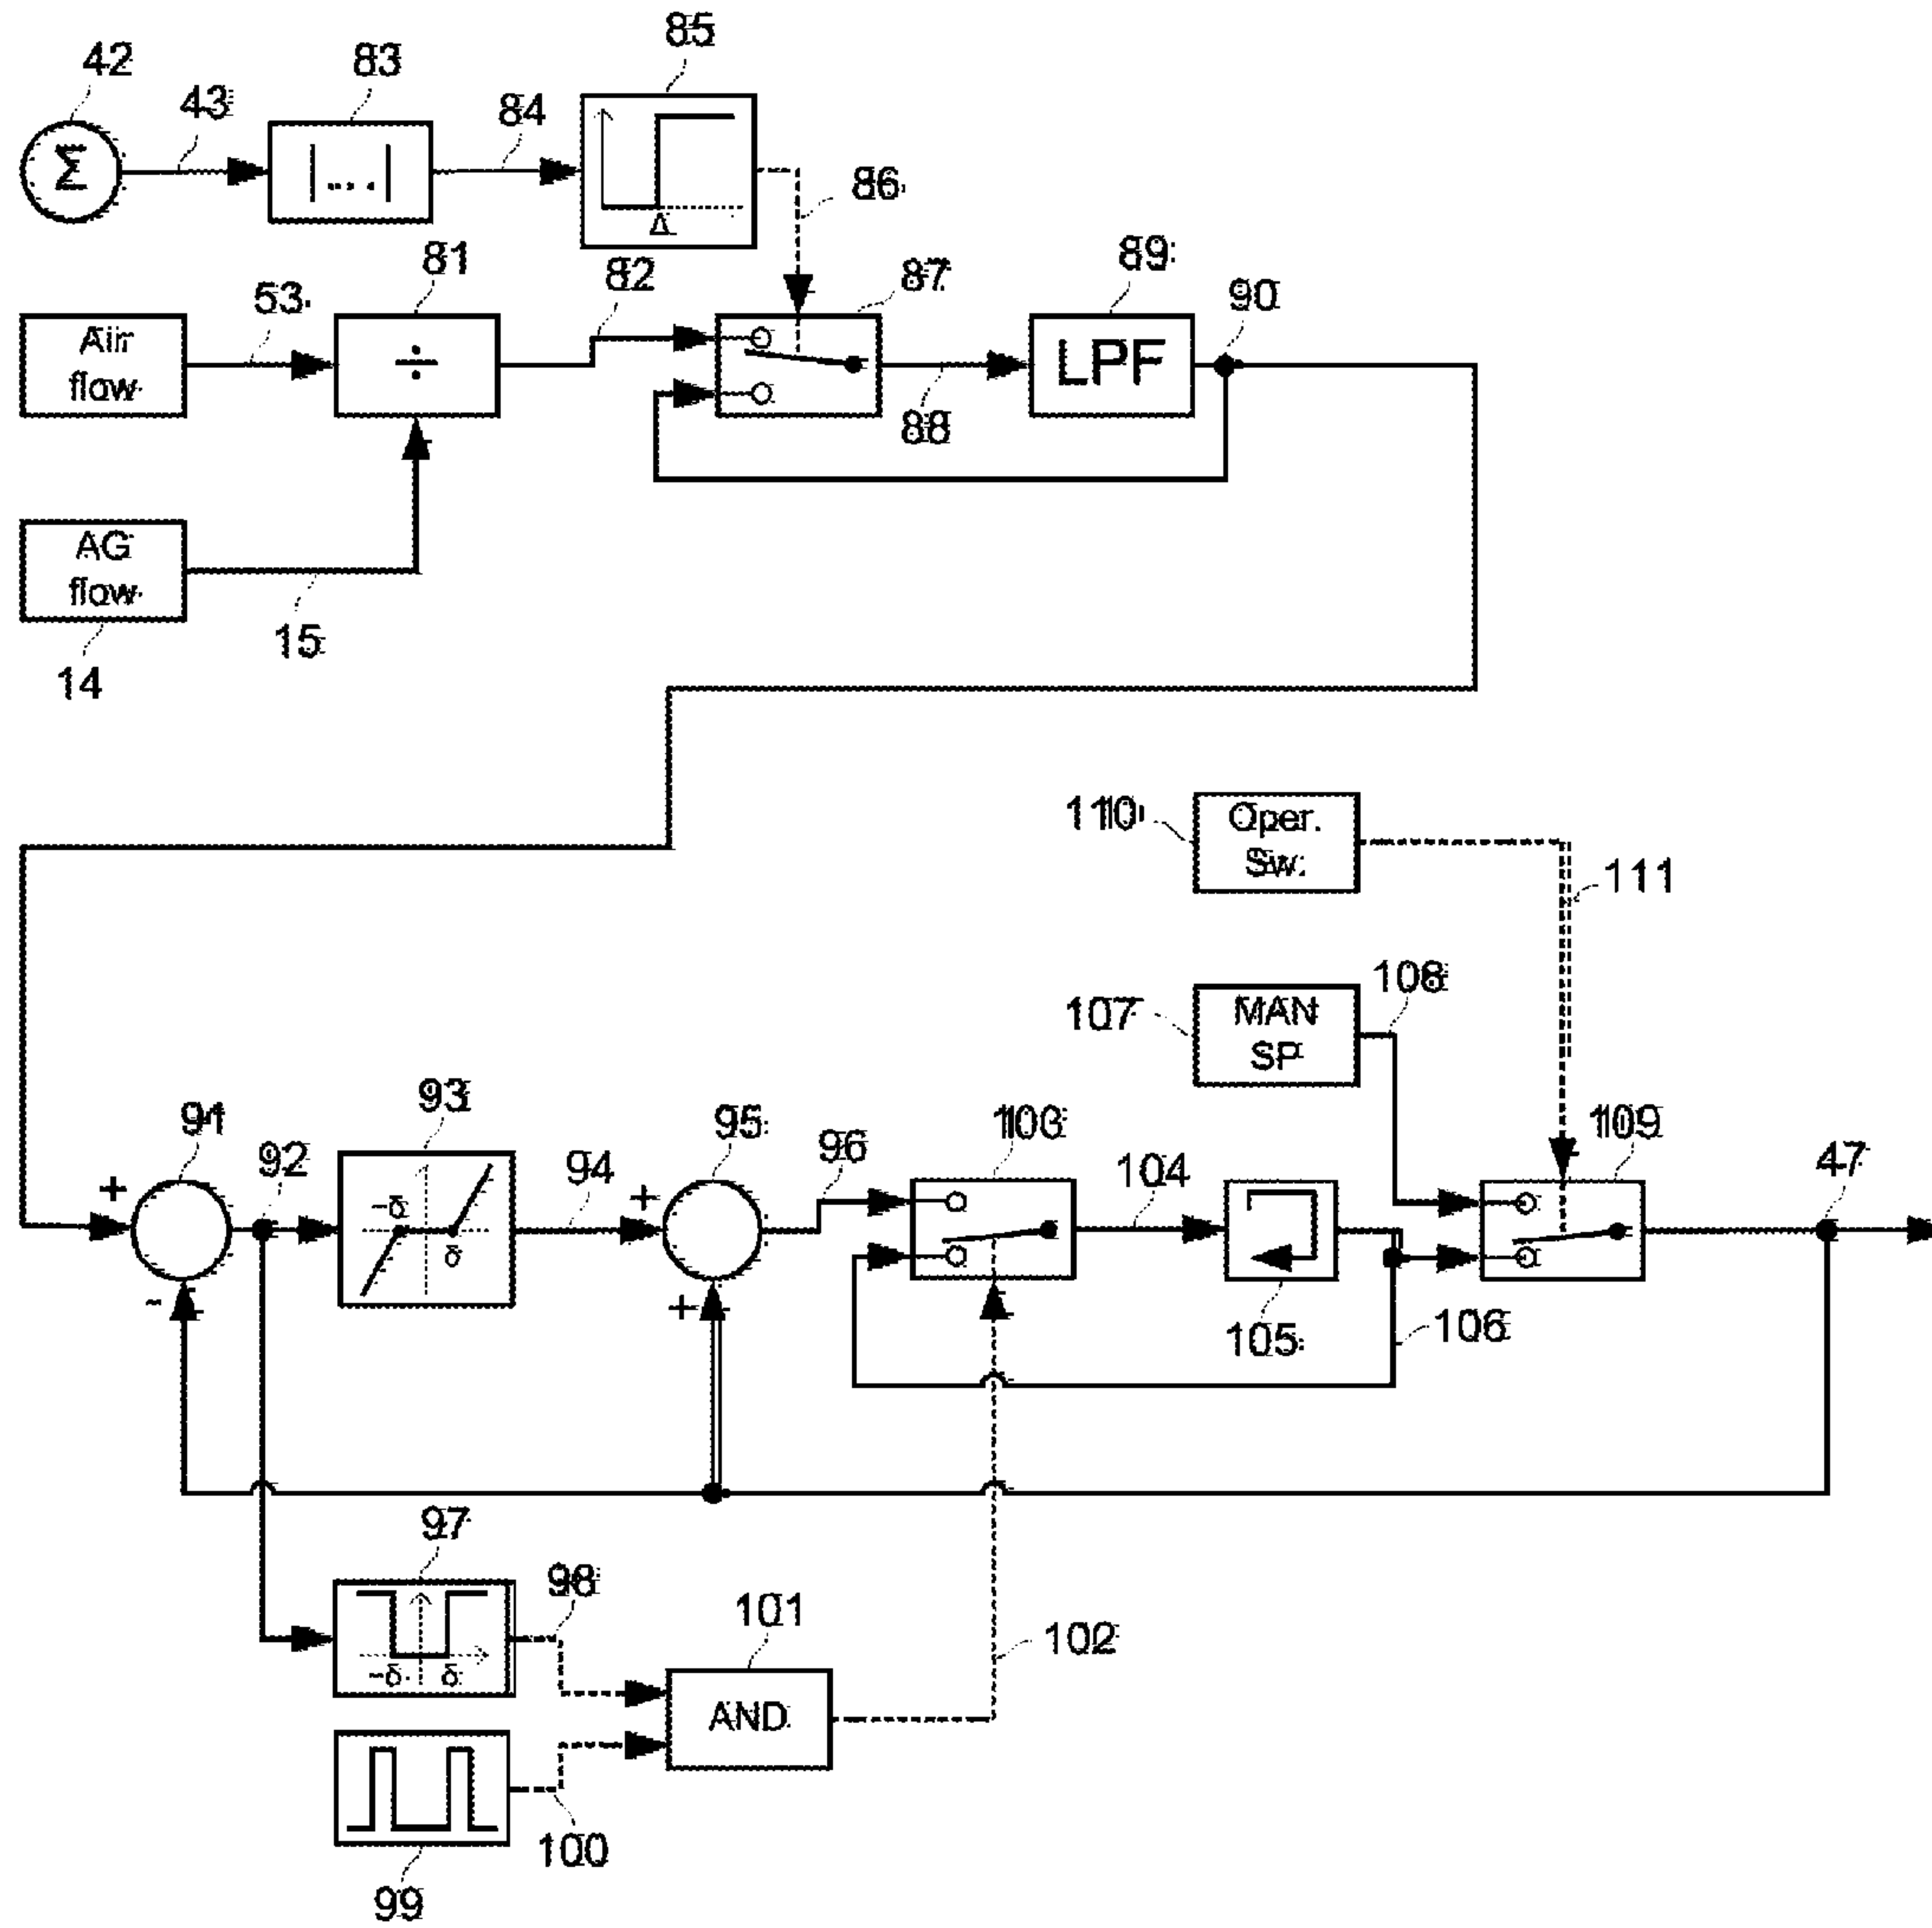 42
43
83
84
85
86
Σ
|...|
Δ
53
81
82
87
89
90
Air
flow
÷
LPF
88
AG
flow
15
14
110
Oper.
Sw.
111
107
MAN
SP
108
91
92
93
94
95
96
103
104
109
47
+
-
-δ
δ
+
+
105
106
97
98
-δ
δ
101
102
AND
100
99